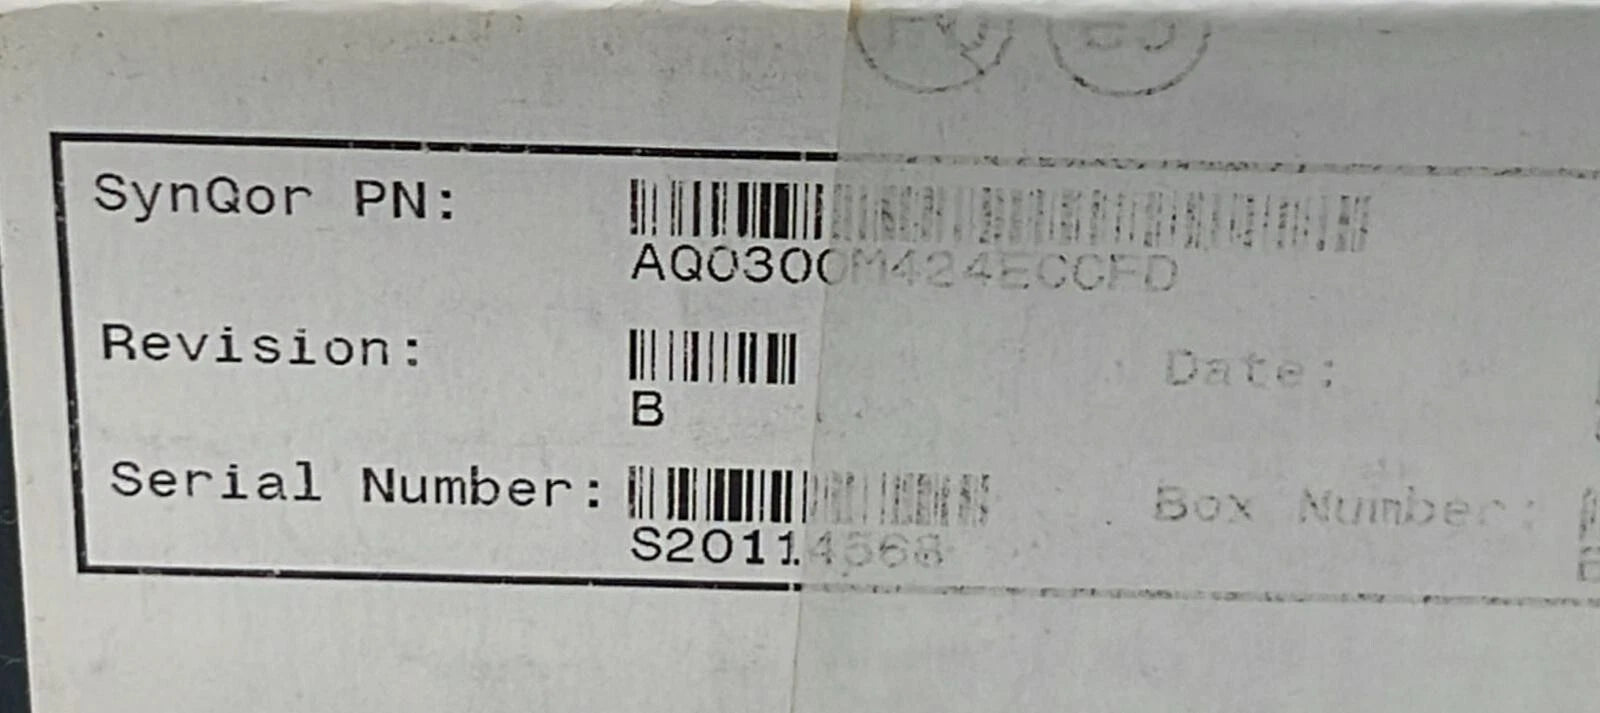 SynQor PN:
AQ0300M424ECCFD
Revision:
B
Date:
Serial Number:
S20114568
Box Number: